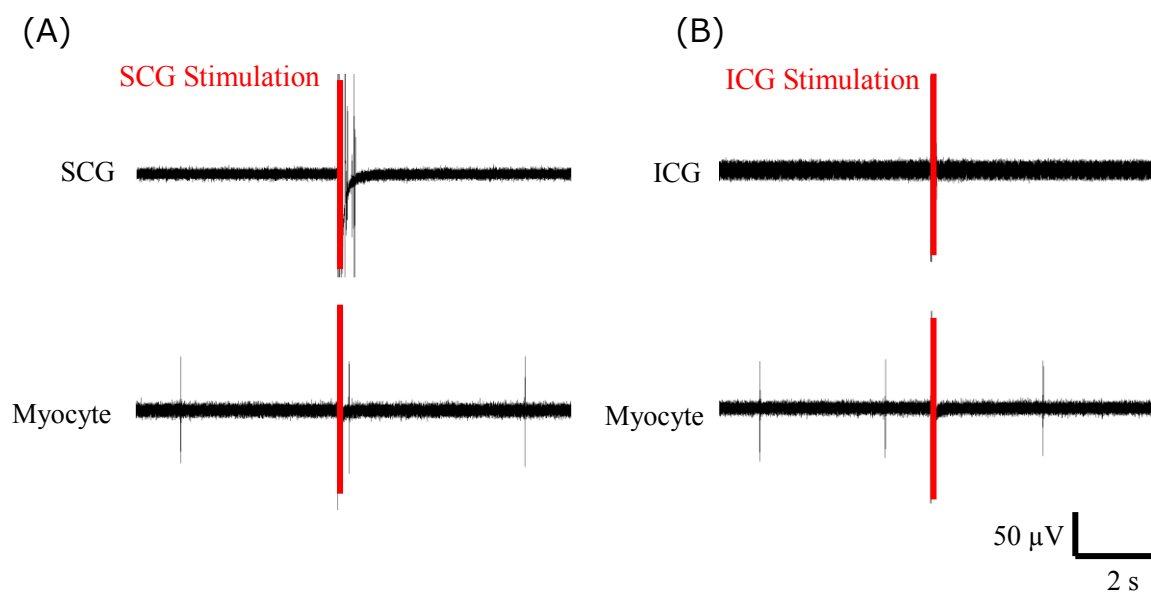 (A)
(B)
SCG Stimulation
ICG Stimulation
SCG
ICG
Myocyte
Myocyte
50 µV
2 s